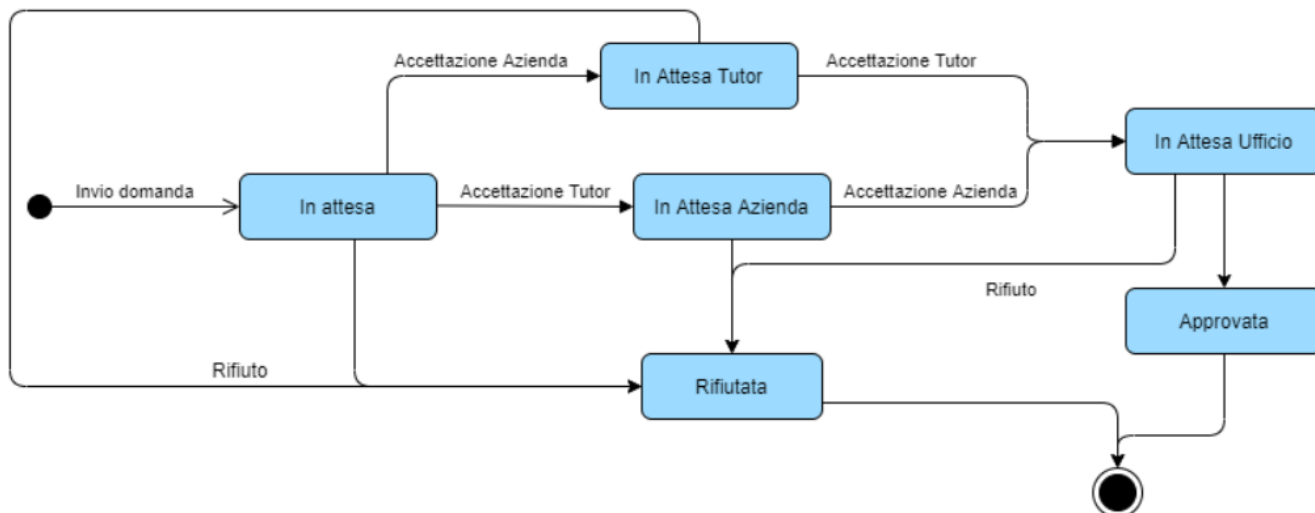 Accettazione Azienda
In Attesa Tutor
Accettazione Tutor
In Attesa Ufficio
Invio domanda
In attesa
Accettazione Tutor
In Attesa Azienda
Accettazione Azienda
Rifiuto
Approvata
Rifiuto
Rifiutata